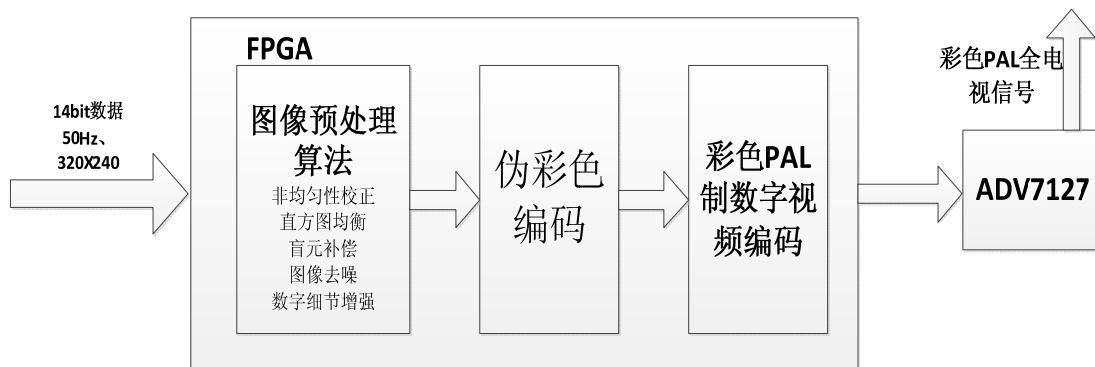 FPGA
14bit数据
50Hz、
320X240
图像预处理
算法
非均匀性校正
直方图均衡
盲元补偿
图像去噪
数字细节增强
伪彩色
编码
彩色PAL
制数字视
频编码
彩色PAL全电
视信号
ADV7127